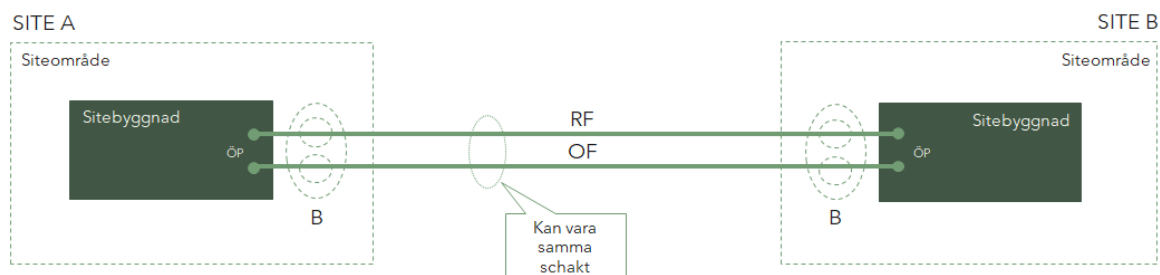 SITE A
SITE B
Siteområde
Siteområde
Sitebyggnad
Sitebyggnad
RF
ÖP
OF
ÖP
B
B
Kan vara
samma
schakt